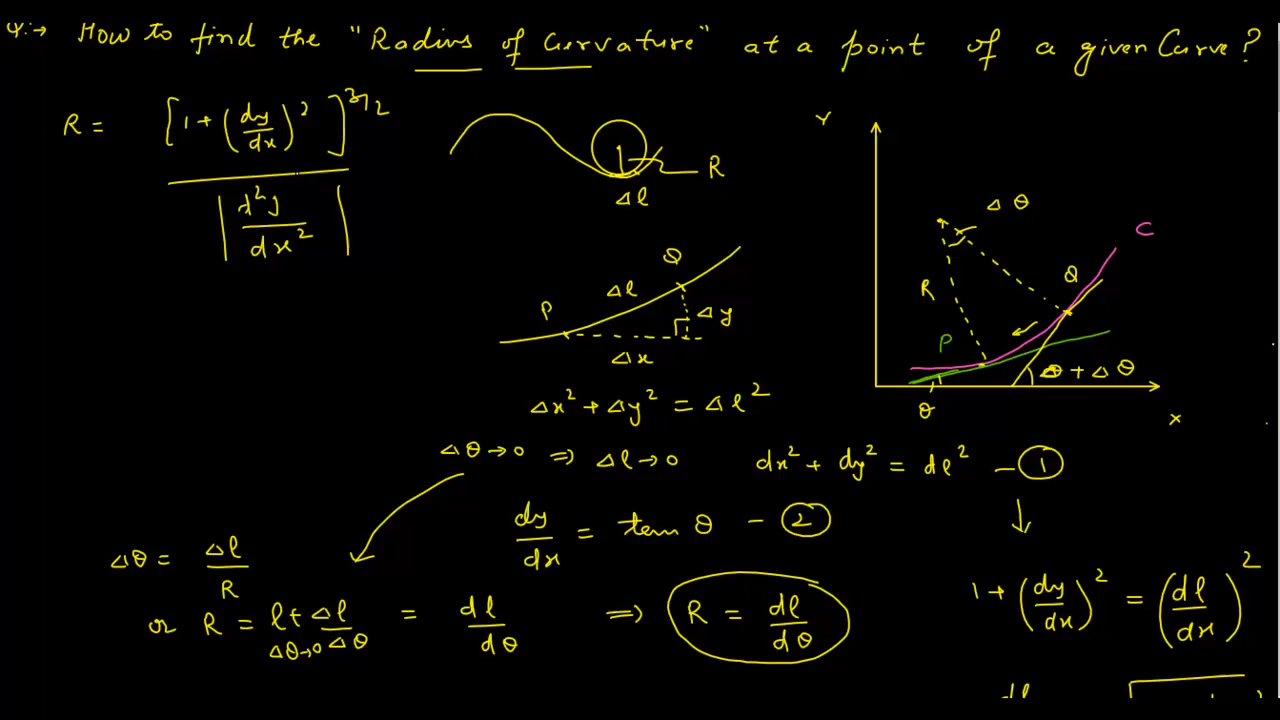 Q:→ How to find the "Radius of Curvature" at a point of a given Curve?
R = [1 + (dy/dx)²]^3/2 / |d²y/dx²|
R
Δl
Y
Δθ
C
R
Q
P
θ
Δθ + Δθ
X
P
Δl
Q
Δy
Δx
Δx² + Δy² = Δl²
Δθ→0 ⇒ Δl→0 dx² + dy² = dl² – ①
dy/dx = tan θ – ②
Δθ = Δl/R
or R = lt Δθ→0 Δl/Δθ = dl/dθ ⇒ R = dl/dθ
↓
1 + (dy/dx)² = (dl/dx)²